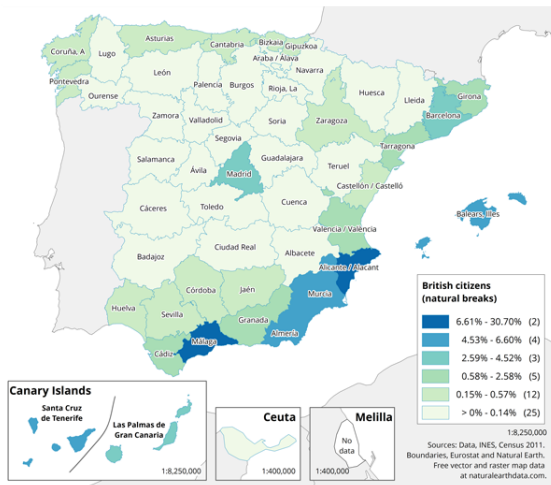 Coruña, A
Lugo
Asturias
Cantabria
Bizkaia
Gipuzkoa
Araba / Álava
Navarra
Pontevedra
Ourense
León
Palencia
Burgos
Rioja, La
Huesca
Lleida
Girona
Barcelona
Zamora
Valladolid
Soria
Zaragoza
Tarragona
Segovia
Salamanca
Ávila
Madrid
Guadalajara
Teruel
Castellón / Castelló
Cáceres
Toledo
Cuenca
Valencia / València
Balears, Illes
Badajoz
Ciudad Real
Albacete
Alicante / Alacant
Murcia
Córdoba
Jaén
Huelva
Sevilla
Granada
Almería
Málaga
Cádiz
British citizens
(natural breaks)
6.61% - 30.70% (2)
4.53% - 6.60% (4)
2.59% - 4.52% (3)
0.58% - 2.58% (5)
0.15% - 0.57% (12)
> 0% - 0.14% (25)
Canary Islands
Santa Cruz
de Tenerife
Las Palmas de
Gran Canaria
1:8,250,000
Ceuta
1:400,000
Melilla
No
data
1:400,000
1:8,250,000
Sources: Data, INES, Census 2011.
Boundaries, Eurostat and Natural Earth.
Free vector and raster map data
at naturalearthdata.com.